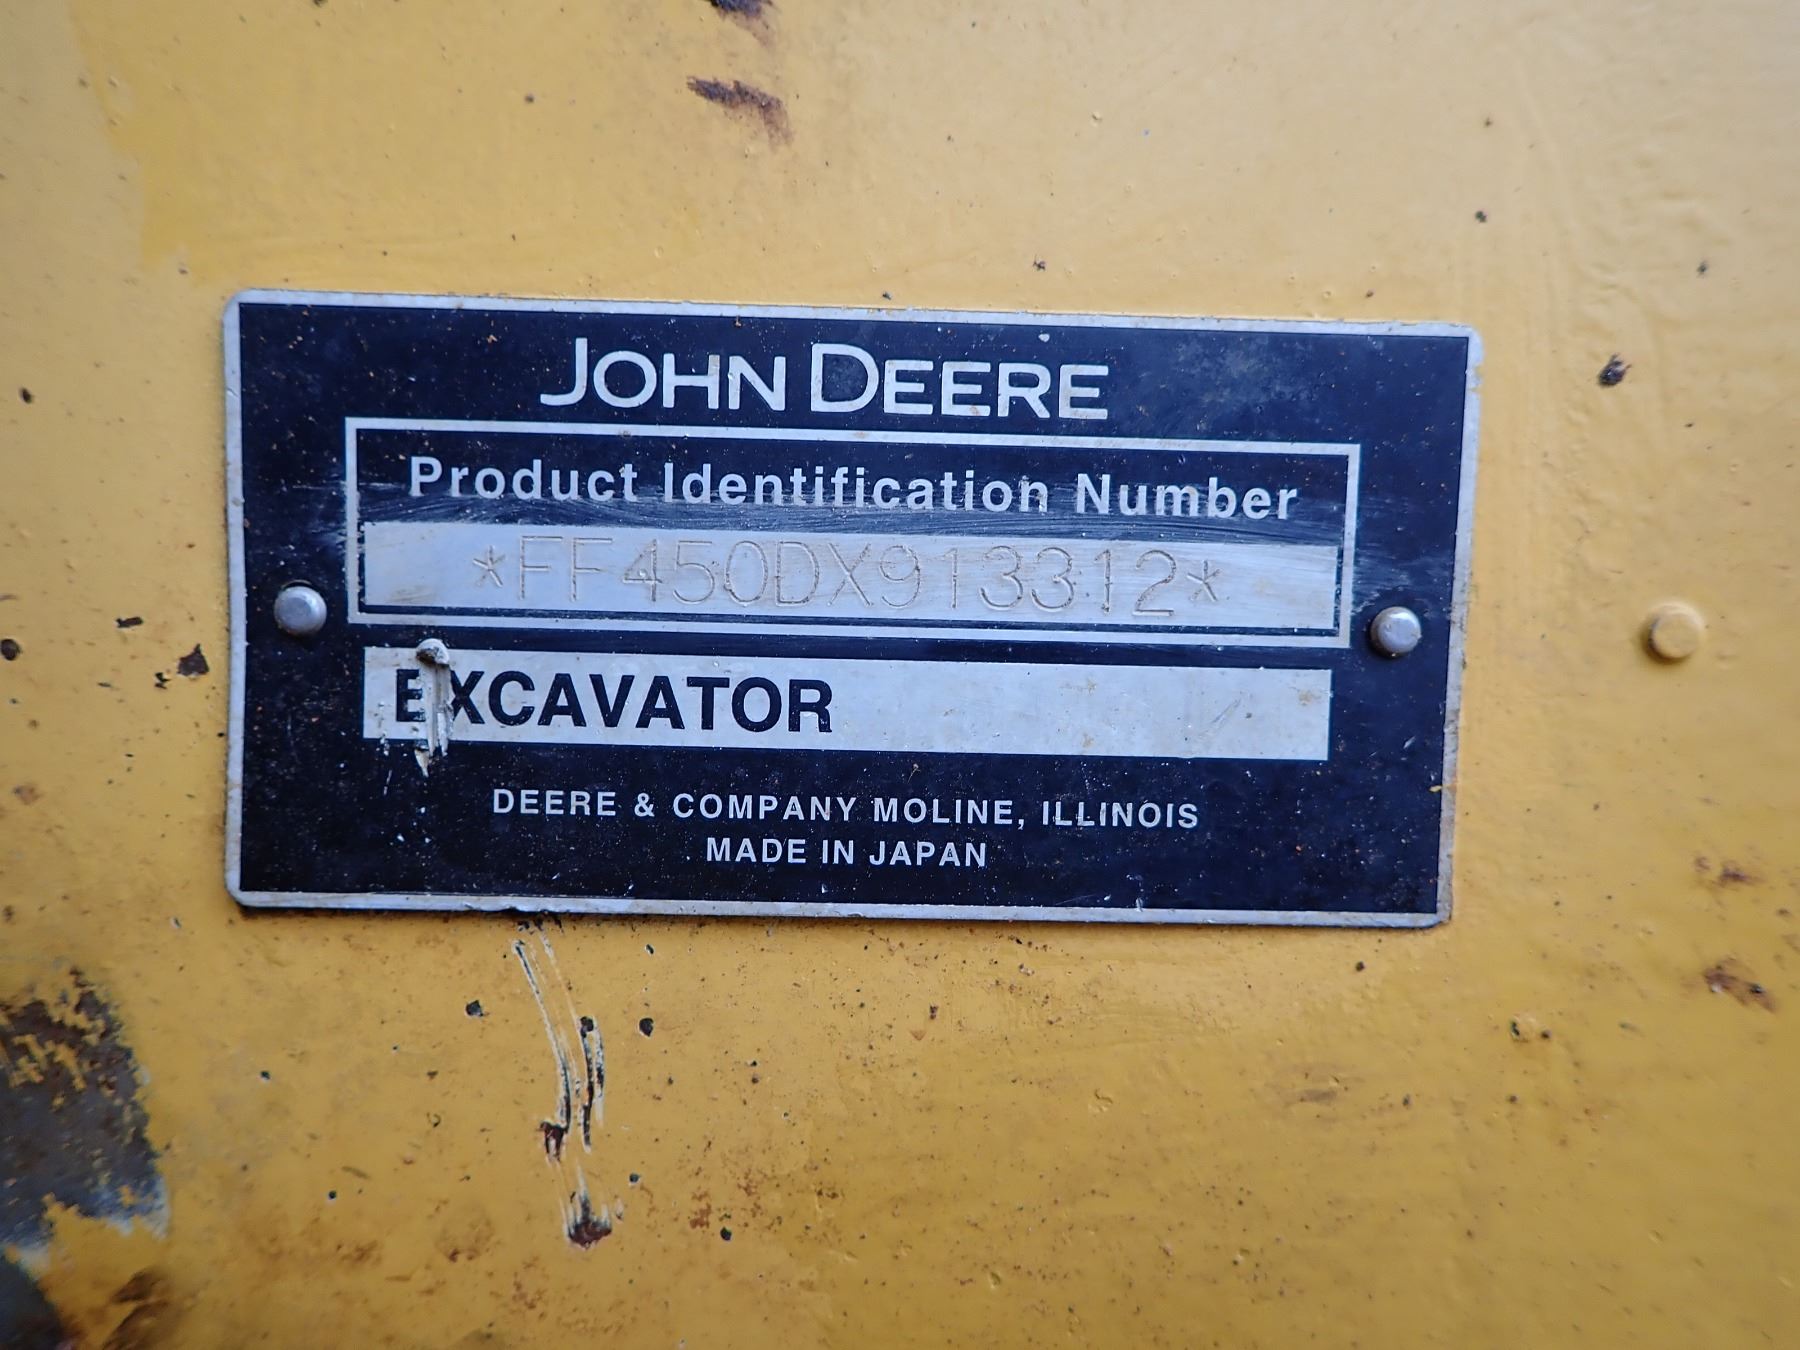 JOHN DEERE
Product Identification Number
*FF450DX913312*
EXCAVATOR
DEERE & COMPANY MOLINE, ILLINOIS
MADE IN JAPAN